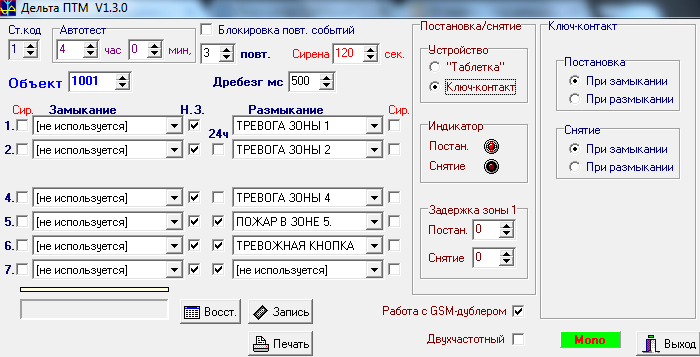 Дельта ПТМ V1.3.0
Ст.код
1
Автотест
4 час 0 мин,
Блокировка повт. событий
3 повт.
Сирена 120 сек.
Объект 1001
Дребезг мс 500
Сир. Замыкание Н.З. Размыкание Сир.
24ч
1. [не используется] ТРЕВОГА ЗОНЫ 1
2. [не используется] ТРЕВОГА ЗОНЫ 2
4. [не используется] ТРЕВОГА ЗОНЫ 4
5. [не используется] ПОЖАР В ЗОНЕ 5.
6. [не используется] ТРЕВОЖНАЯ КНОПКА
7. [не используется] [не используется]
Восст.
Запись
Печать
Постановка/снятие
Устройство
"Таблетка"
Ключ-контакт
Индикатор
Постан.
Снятие
Задержка зоны 1
Постан. 0
Снятие 0
Работа с GSM-дублером
Двухчастотный
Ключ-контакт
Постановка
При замыкании
При размыкании
Снятие
При замыкании
При размыкании
Mono
Выход